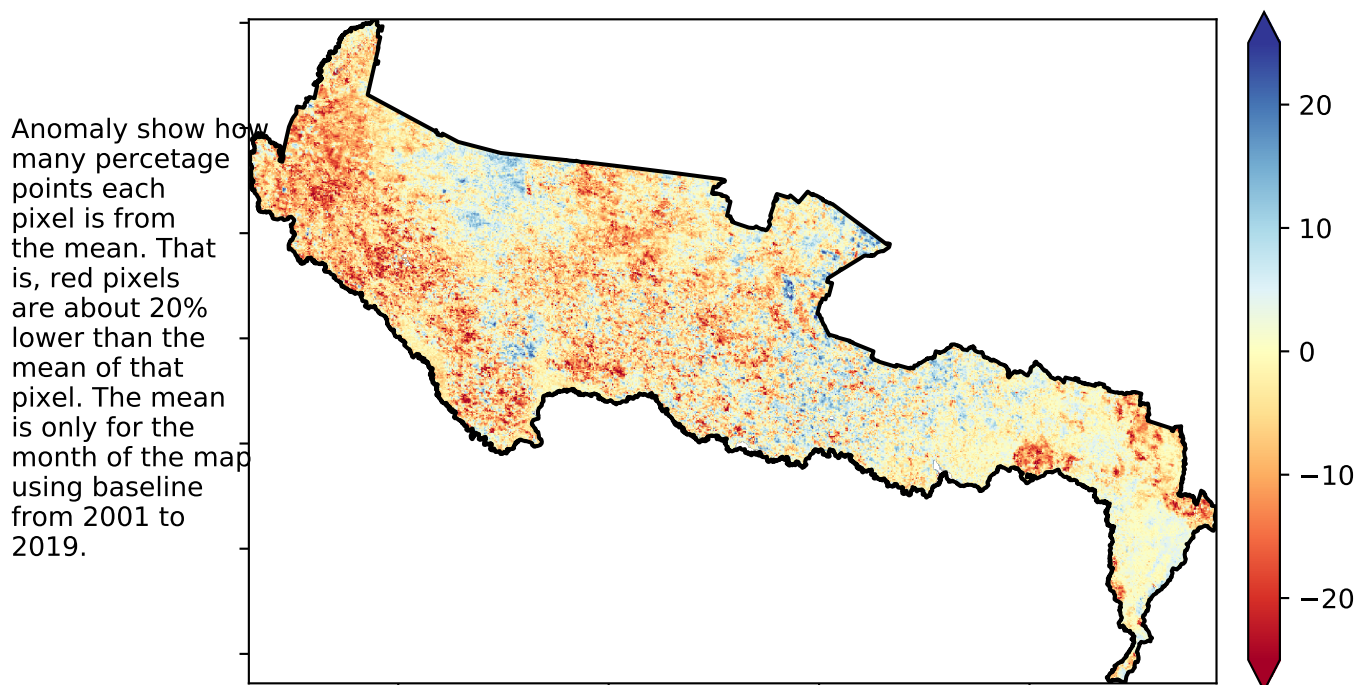 Anomaly show how
many percetage
points each
pixel is from
the mean. That
is, red pixels
are about 20%
lower than the
mean of that
pixel. The mean
is only for the
month of the map
using baseline
from 2001 to
2019.
20
10
0
−10
−20